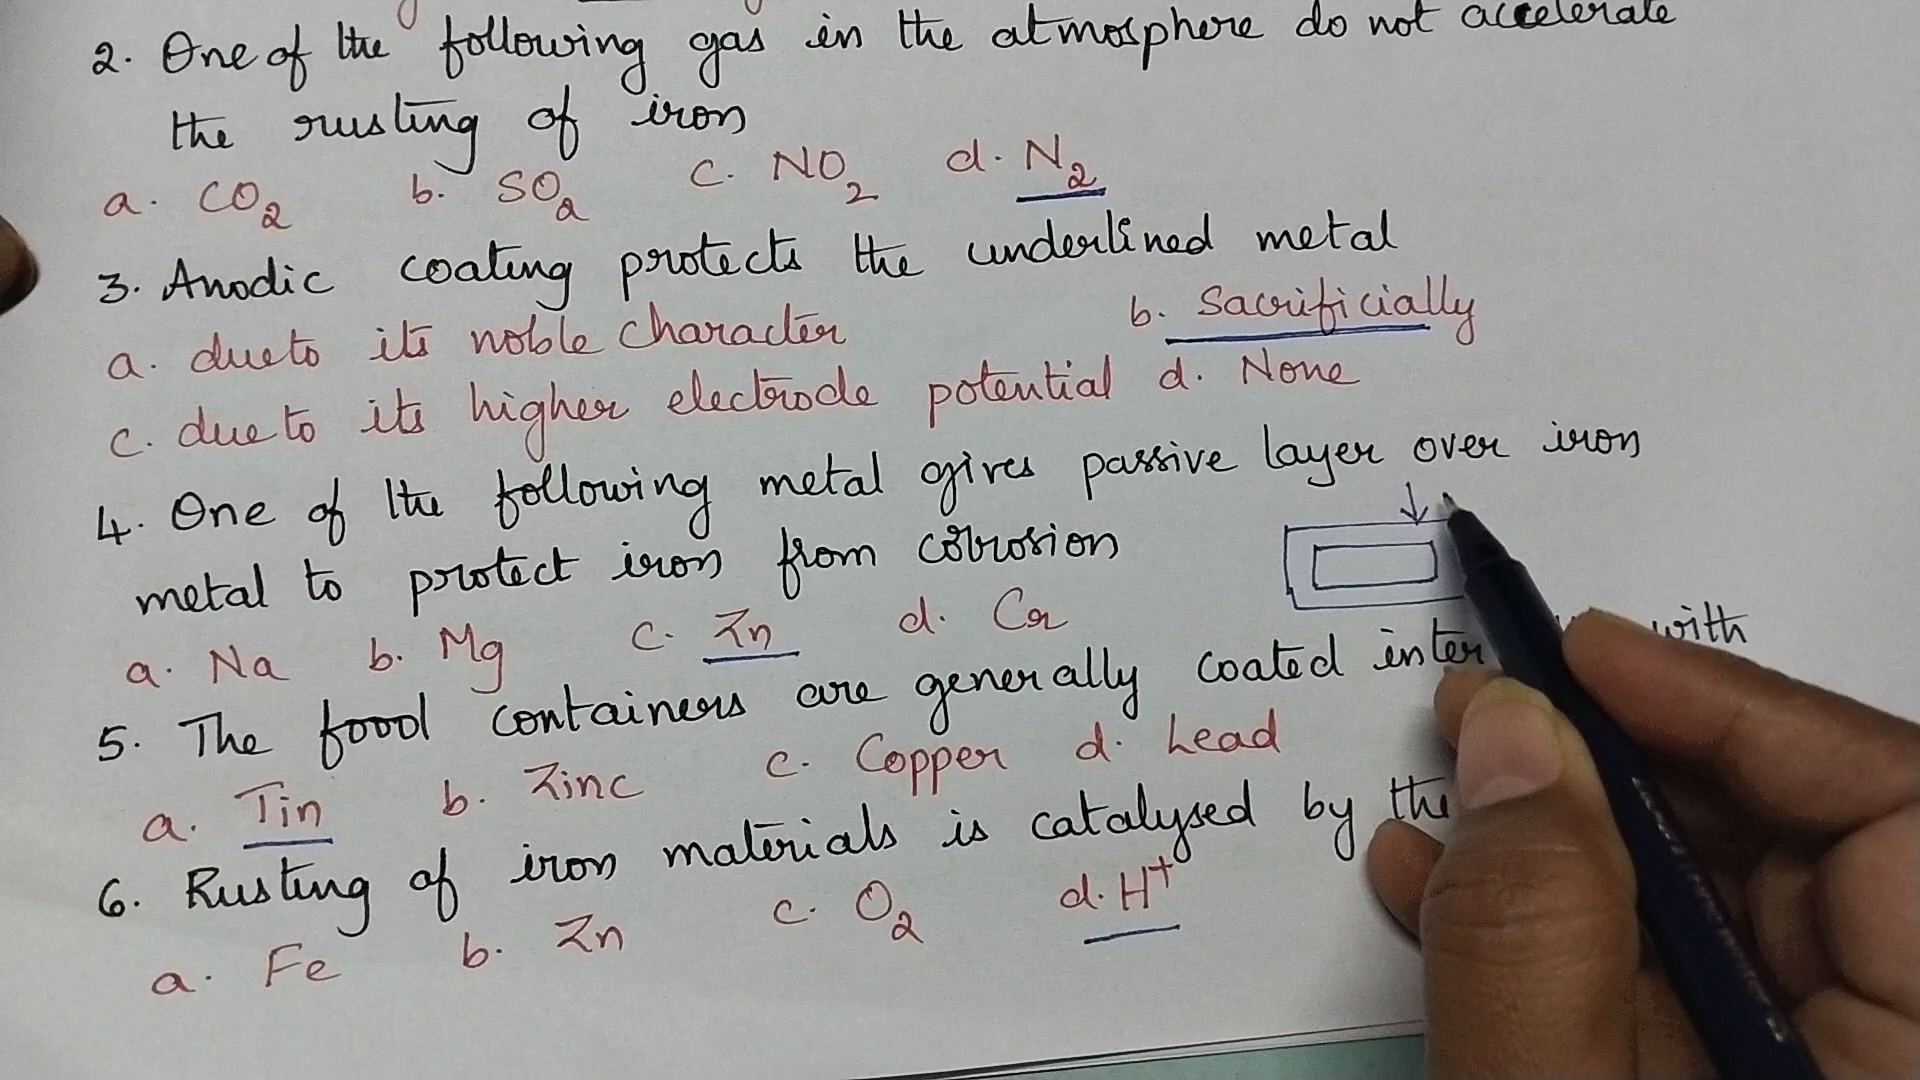 2. One of the following gas in the atmosphere do not accelerate
the rusting of iron
a. CO2 b. SO2 c. NO2 d. N2
3. Anodic coating protects the underlined metal
a. due to its noble character b. Sacrificially
c. due to its higher electrode potential d. None
4. One of the following metal gives passive layer over iron
metal to protect iron from corrosion
a. Na b. Mg c. Zn d. Ca
5. The food containers are generally coated with
a. Tin b. Zinc c. Copper d. Lead
6. Rusting of iron materials is catalysed by the
a. Fe b. Zn c. O2 d. H+